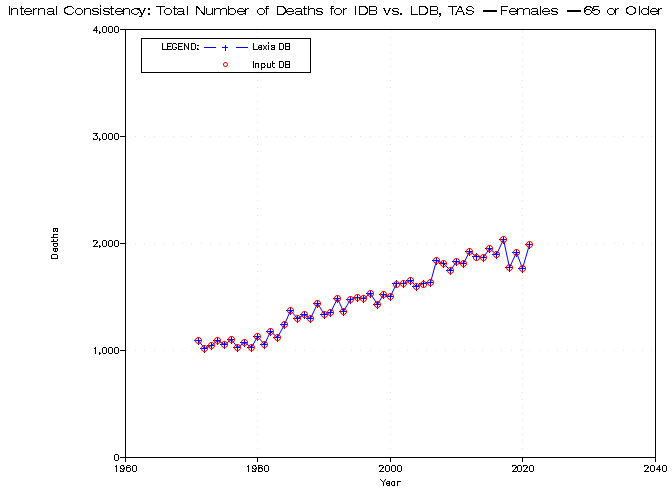 Internal Consistency: Total Number of Deaths for IDB vs. LDB, TAS — Females — 65 or Older
4,000
LEGEND: Lexis DB
Input DB
3,000
Deaths
2,000
1,000
0
1960 1980 2000 2020 2040
Year